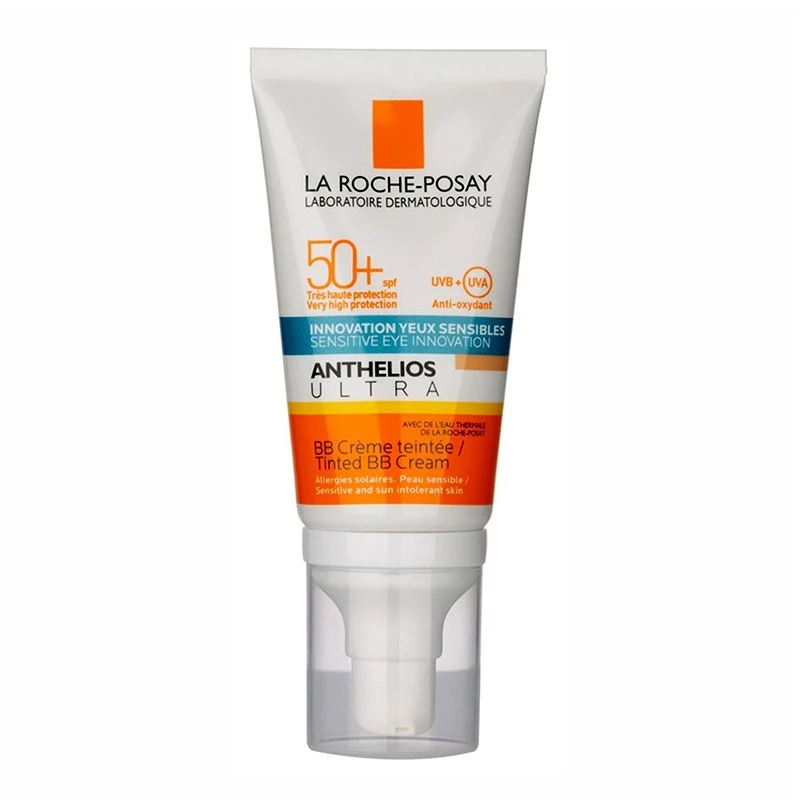 LA ROCHE-POSAY
LABORATOIRE DERMATOLOGIQUE
50+ spf
Très haute protection
Very high protection
UVB + UVA
Anti-oxydant
INNOVATION YEUX SENSIBLES
SENSITIVE EYE INNOVATION
ANTHELIOS
ULTRA
AVEC DE L'EAU THERMALE
DE LA ROCHE-POSAY
BB Crème teintée /
Tinted BB Cream
Allergies solaires. Peau sensible /
Sensitive and sun intolerant skin